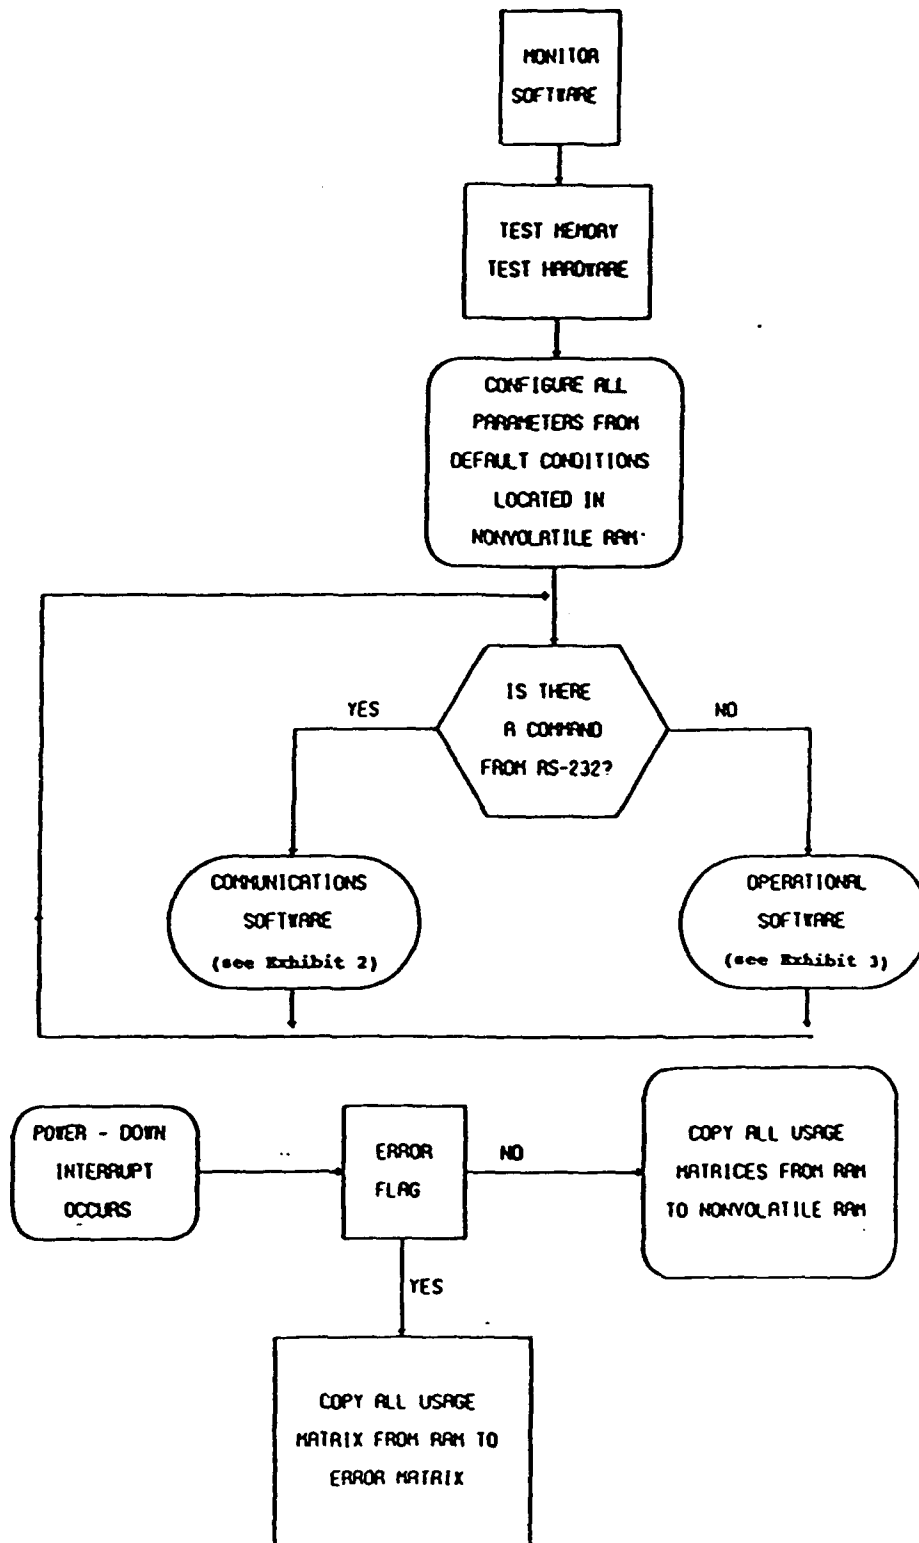 MONITOR
SOFTWARE
TEST MEMORY
TEST HARDWARE
CONFIGURE ALL
PARAMETERS FROM
DEFAULT CONDITIONS
LOCATED IN
NONVOLATILE RAM
IS THERE
A COMMAND
FROM RS-232?
YES
NO
COMMUNICATIONS
SOFTWARE
(see Exhibit 2)
OPERATIONAL
SOFTWARE
(see Exhibit 3)
POWER - DOWN
INTERRUPT
OCCURS
ERROR
FLAG
NO
COPY ALL USAGE
MATRICES FROM RAM
TO NONVOLATILE RAM
YES
COPY ALL USAGE
MATRIX FROM RAM TO
ERROR MATRIX